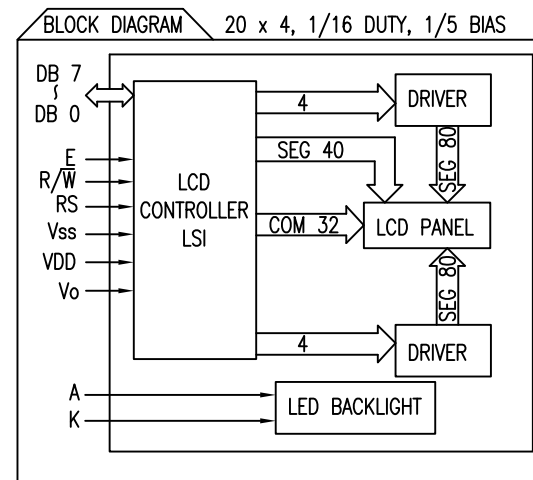 BLOCK DIAGRAM 20 x 4, 1/16 DUTY, 1/5 BIAS
DB 7
~
DB 0
E
R/W̅
RS
Vss
VDD
Vo
A
K
LCD
CONTROLLER
LSI
4
SEG 40
COM 32
4
DRIVER
SEG 80
LCD PANEL
SEG 80
DRIVER
LED BACKLIGHT